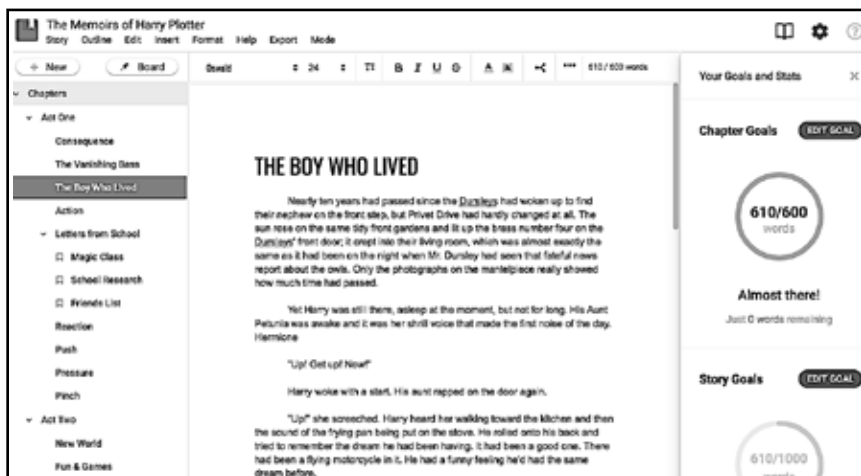 The Memoirs of Harry Plotter
Story Outline Edit Insert Format Help Export Mode
+ New Board
Oswald 24 B I U S A 610/600 words
Your Goals and Stats
Chapters
Act One
Consequence
The Vanishing Bass
The Boy Who Lived
Action
Letters from School
Magic Class
School Research
Friends List
Reaction
Push
Pressure
Pinch
Act Two
New World
Fun & Games
THE BOY WHO LIVED
Nearly ten years had passed since the Dursleys had woken up to find
their nephew on the front step, but Privet Drive had hardly changed at all. The
sun rose on the same tidy front gardens and lit up the brass number four on the
Dursleys' front door; it crept into their living room, which was almost exactly the
same as it had been on the night when Mr. Dursley had seen that fateful news
report about the owls. Only the photographs on the mantelpiece really showed
how much time had passed.
Yet Harry was still there, asleep at the moment, but not for long. His Aunt
Petunia was awake and it was her shrill voice that made the first noise of the day.
Hermione
"Up! Get up! Now!"
Harry woke with a start. His aunt rapped on the door again.
"Up!" she screeched. Harry heard her walking toward the kitchen and then
the sound of the frying pan being put on the stove. He rolled onto his back and
tried to remember the dream he had been having. It had been a good one. There
had been a flying motorcycle in it. He had a funny feeling he'd had the same
dream before.
Chapter Goals EDIT GOAL
610/600
words
Almost there!
Just 0 words remaining
Story Goals EDIT GOAL
610/1000
words